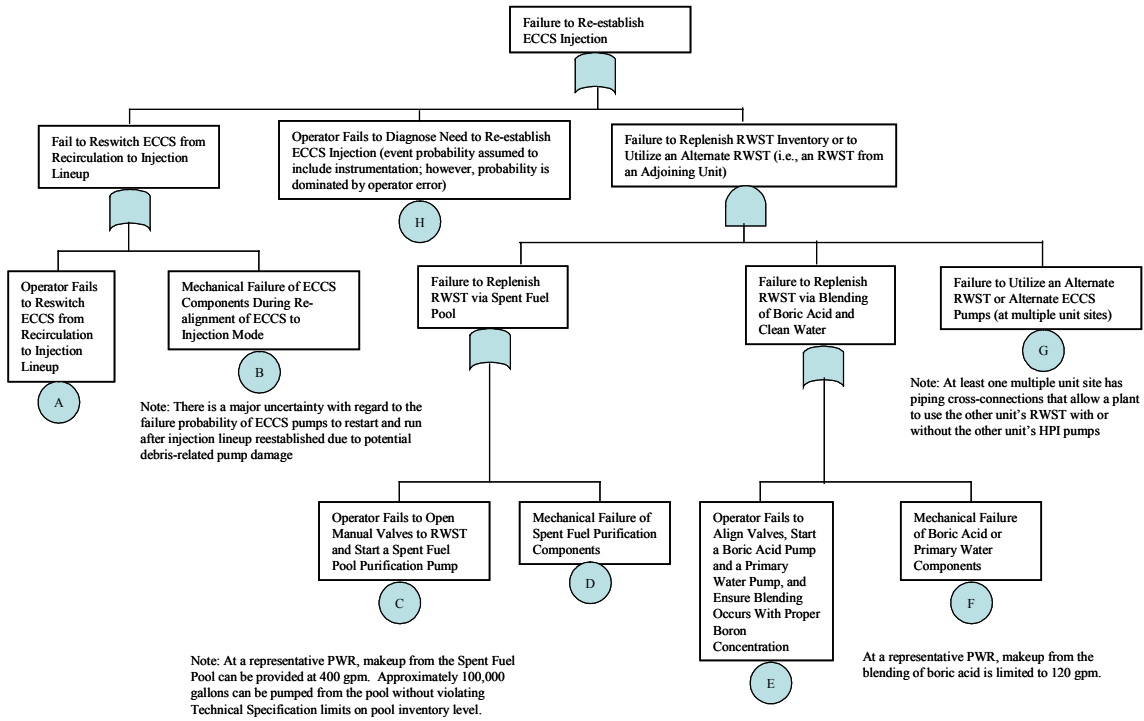 Failure to Re-establish
ECCS Injection
Fail to Reswitch ECCS from
Recirculation to Injection
Lineup
Operator Fails to Diagnose Need to Re-establish
ECCS Injection (event probability assumed to
include instrumentation; however, probability is
dominated by operator error)
H
Failure to Replenish RWST Inventory or to
Utilize an Alternate RWST (i.e., an RWST from
an Adjoining Unit)
Operator Fails
to Reswitch
ECCS from
Recirculation
to Injection
Lineup
A
Mechanical Failure of ECCS
Components During Re-
alignment of ECCS to
Injection Mode
B
Note: There is a major uncertainty with regard to the
failure probability of ECCS pumps to restart and run
after injection lineup reestablished due to potential
debris-related pump damage
Failure to Replenish
RWST via Spent Fuel
Pool
Failure to Replenish
RWST via Blending
of Boric Acid and
Clean Water
Failure to Utilize an Alternate
RWST or Alternate ECCS
Pumps (at multiple unit sites)
G
Note: At least one multiple unit site has
piping cross-connections that allow a plant
to use the other unit's RWST with or
without the other unit's HPI pumps
Operator Fails to Open
Manual Valves to RWST
and Start a Spent Fuel
Pool Purification Pump
C
Mechanical Failure of
Spent Fuel Purification
Components
D
Operator Fails to
Align Valves, Start
a Boric Acid Pump
and a Primary
Water Pump, and
Ensure Blending
Occurs With Proper
Boron
Concentration
E
Mechanical Failure
of Boric Acid or
Primary Water
Components
F
Note: At a representative PWR, makeup from the Spent Fuel
Pool can be provided at 400 gpm. Approximately 100,000
gallons can be pumped from the pool without violating
Technical Specification limits on pool inventory level.
At a representative PWR, makeup from the
blending of boric acid is limited to 120 gpm.